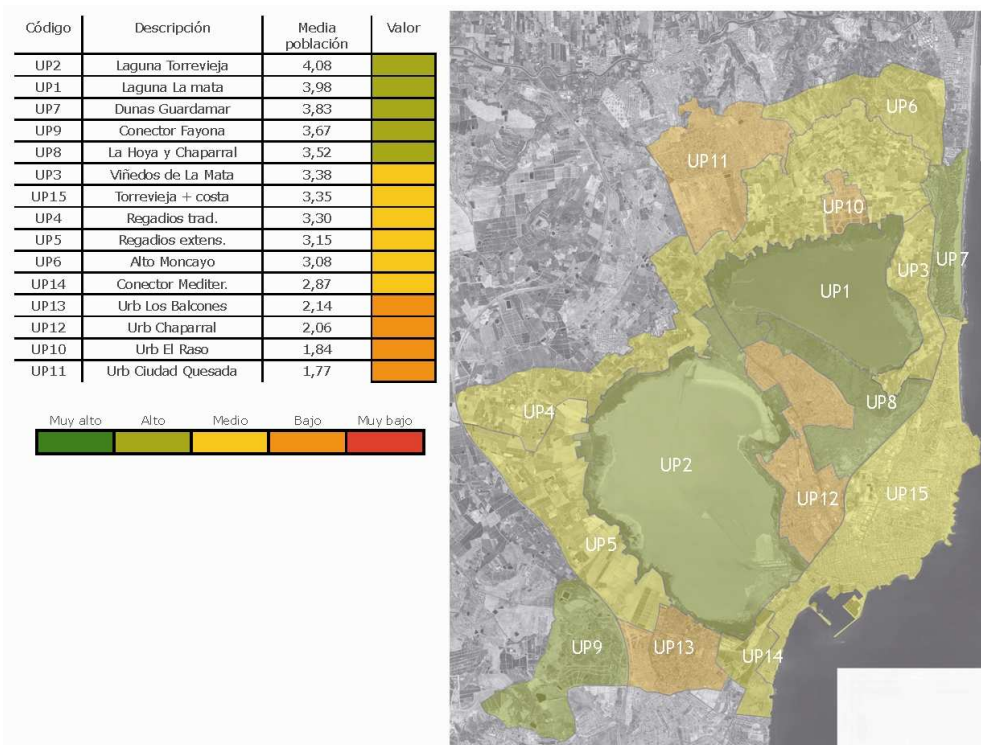 Código Descripción Media población Valor
UP2 Laguna Torrevieja 4,08
UP1 Laguna La mata 3,98
UP7 Dunas Guardamar 3,83
UP9 Conector Fayona 3,67
UP8 La Hoya y Chaparral 3,52
UP3 Viñedos de La Mata 3,38
UP15 Torrevieja + costa 3,35
UP4 Regadios trad. 3,30
UP5 Regadios extens. 3,15
UP6 Alto Moncayo 3,08
UP14 Conector Mediter. 2,87
UP13 Urb Los Balcones 2,14
UP12 Urb Chaparral 2,06
UP10 Urb El Raso 1,84
UP11 Urb Ciudad Quesada 1,77
Muy alto Alto Medio Bajo Muy bajo
UP6
UP11
UP10
UP7
UP3
UP1
UP8
UP4
UP2
UP15
UP12
UP5
UP9
UP13
UP14